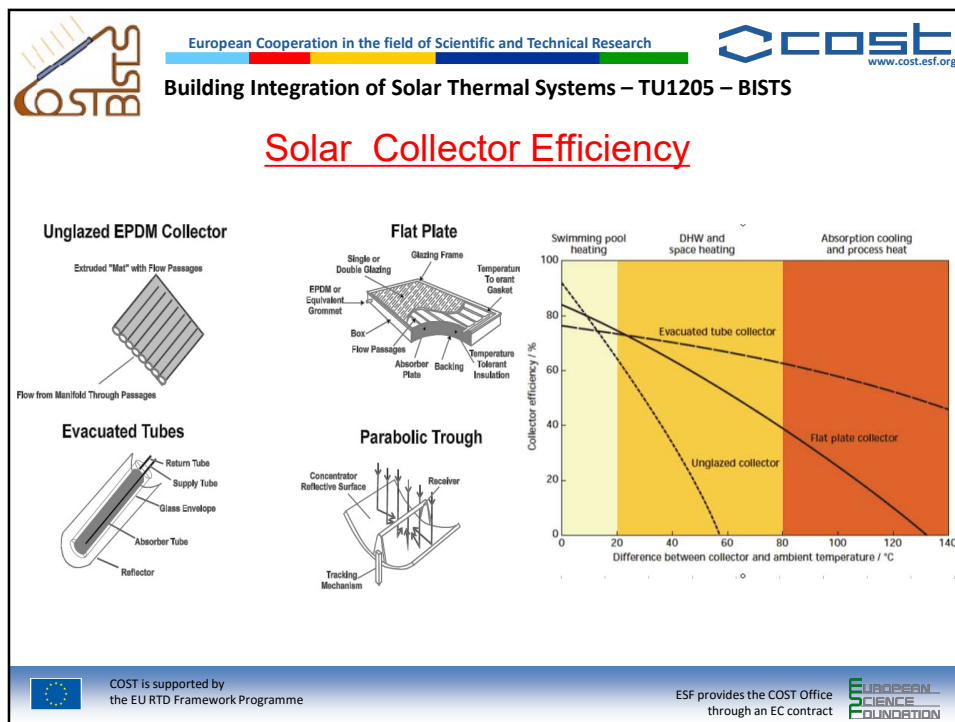 COST BISTS
European Cooperation in the field of Scientific and Technical Research
cost
www.cost.esf.org
Building Integration of Solar Thermal Systems – TU1205 – BISTS
Solar Collector Efficiency
Unglazed EPDM Collector
Extruded "Mat" with Flow Passages
Flow from Manifold Through Passages
Flat Plate
Single or
Double Glazing
Glazing Frame
Temperature
To erant
Gasket
EPDM or
Equivalent
Grommet
Box
Flow Passages
Absorber
Plate
Backing
Temperature
Tolerant
Insulation
Evacuated Tubes
Return Tube
Supply Tube
Glass Envelope
Absorber Tube
Reflector
Parabolic Trough
Concentrator
Reflective Surface
Receiver
Tracking
Mechanism
Swimming pool
heating
DHW and
space heating
Absorption cooling
and process heat
100
80
60
40
20
0
Collector efficiency / %
Evacuated tube collector
Flat plate collector
Unglazed collector
0 20 40 60 80 100 120 140
Difference between collector and ambient temperature / °C
COST is supported by
the EU RTD Framework Programme
ESF provides the COST Office
through an EC contract
EUROPEAN
SCIENCE
FOUNDATION